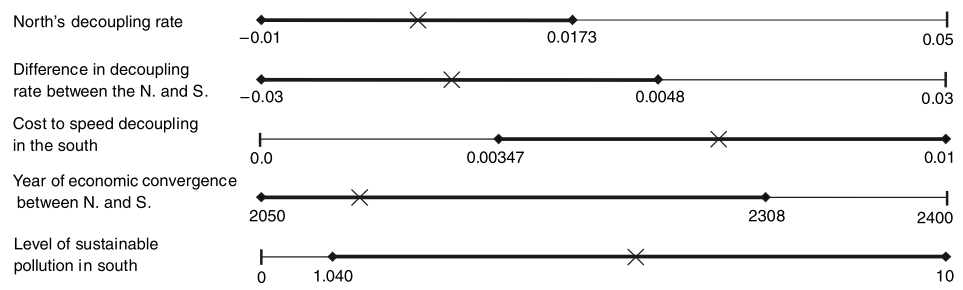 North's decoupling rate
−0.01 0.0173 0.05
Difference in decoupling
rate between the N. and S.
−0.03 0.0048 0.03
Cost to speed decoupling
in the south
0.0 0.00347 0.01
Year of economic convergence
between N. and S.
2050 2308 2400
Level of sustainable
pollution in south
0 1.040 10